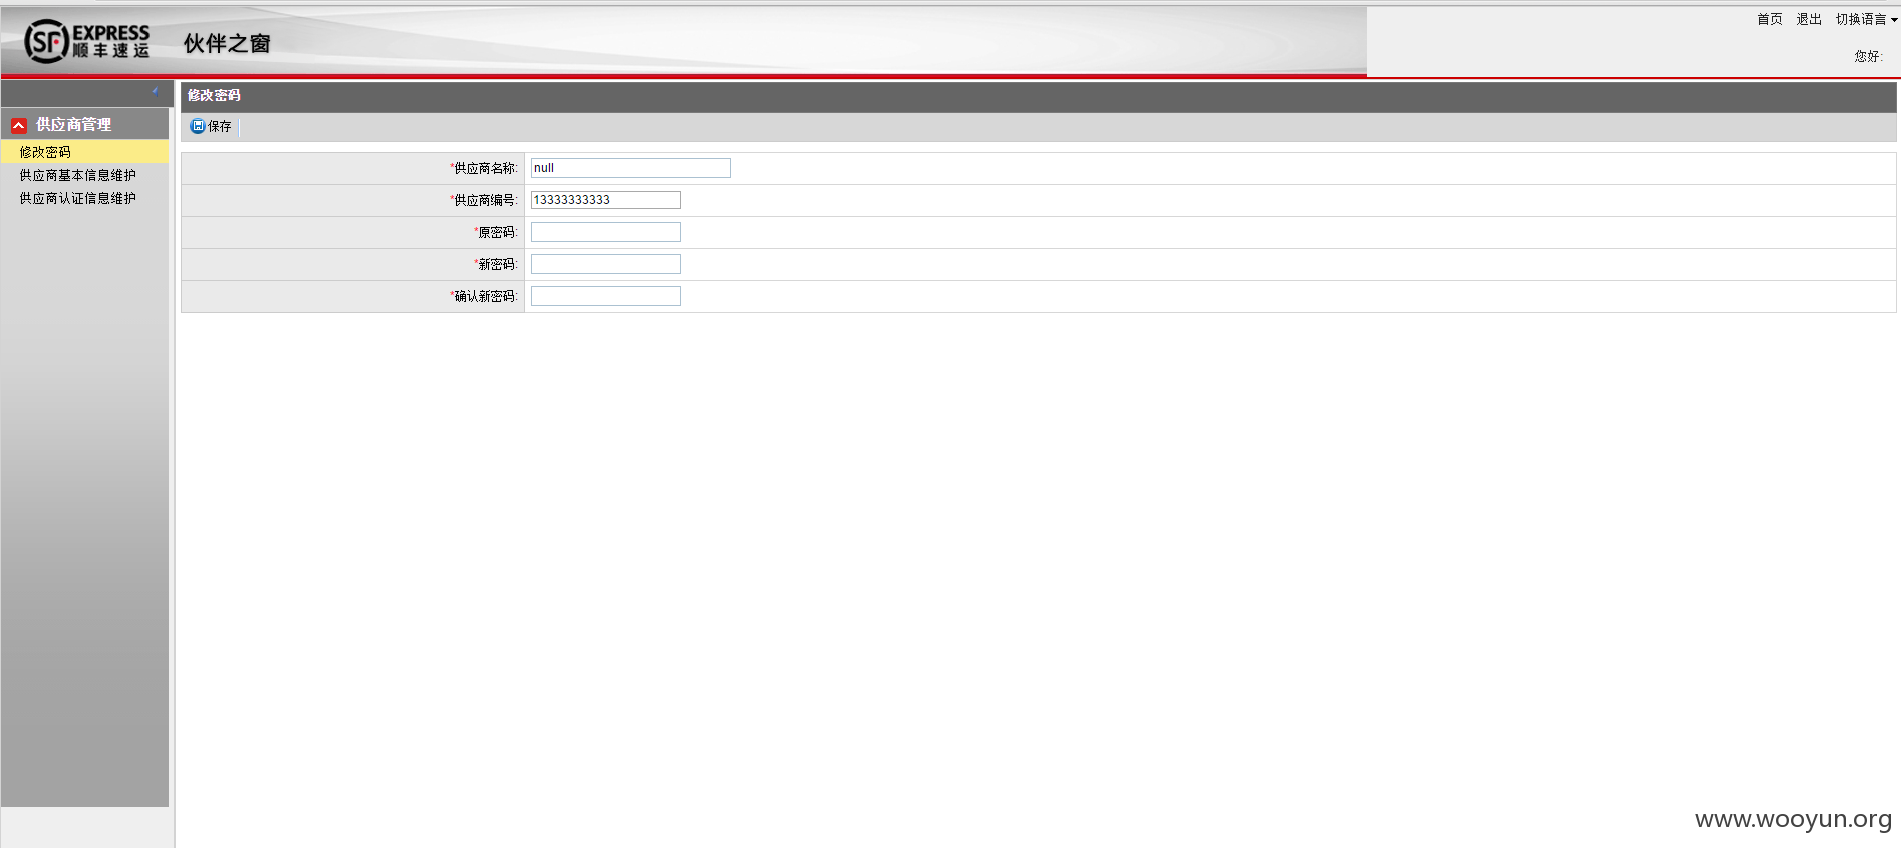 SF EXPRESS
顺丰速运
伙伴之窗
首页 退出 切换语言
您好:
供应商管理
修改密码
供应商基本信息维护
供应商认证信息维护
修改密码
保存
*供应商名称: null
*供应商编号: 13333333333
*原密码:
*新密码:
*确认新密码:
www.wooyun.org